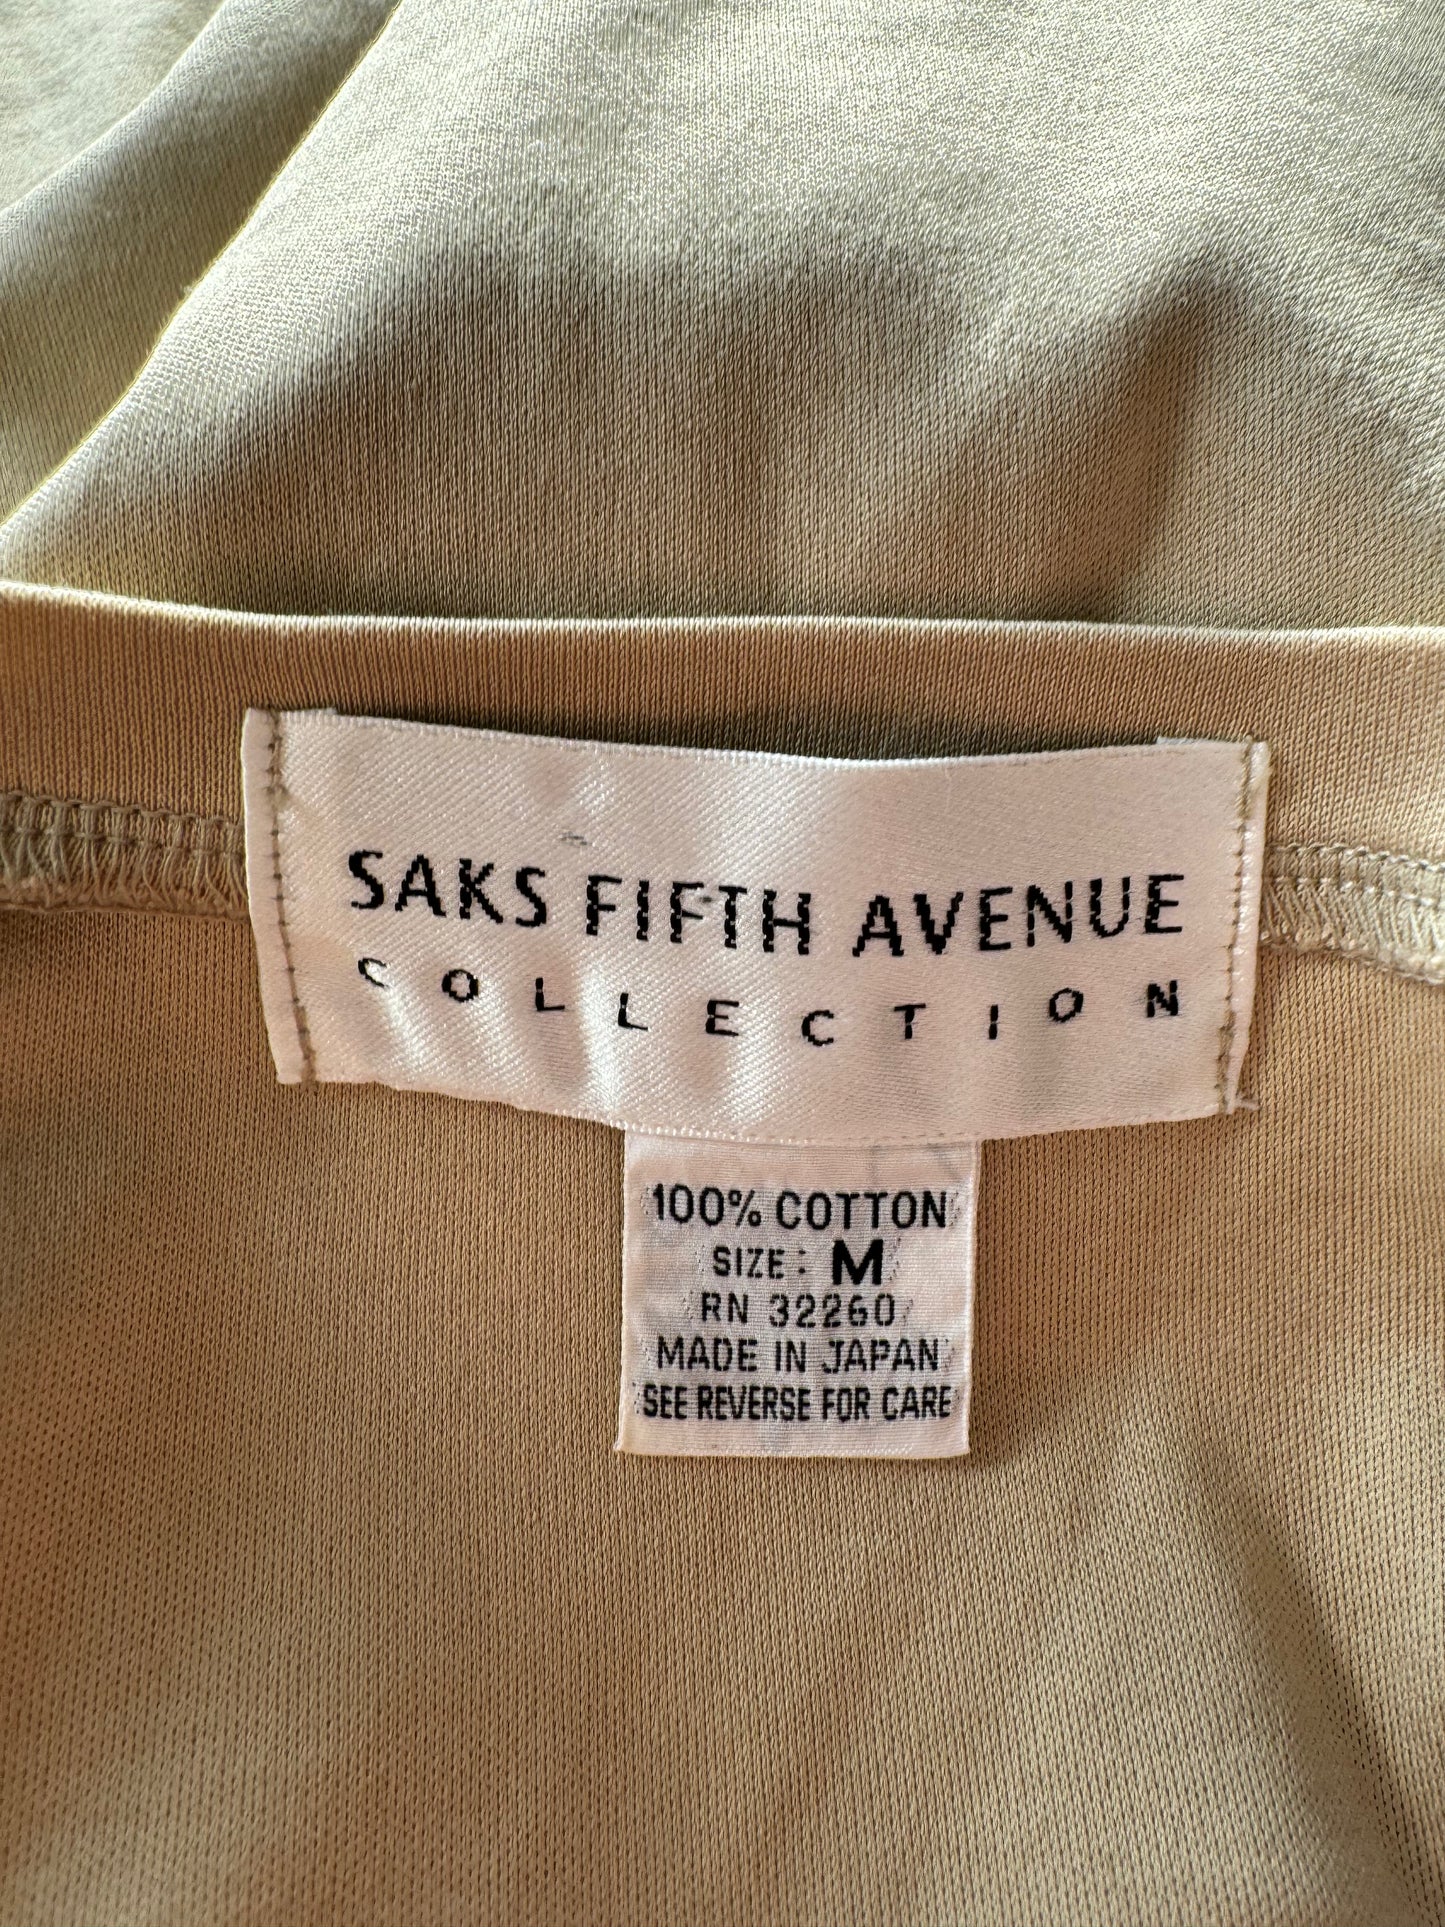 SAKS FIFTH AVENUE
COLLECTION
100% COTTON
SIZE: M
RN 32260
MADE IN JAPAN
SEE REVERSE FOR CARE